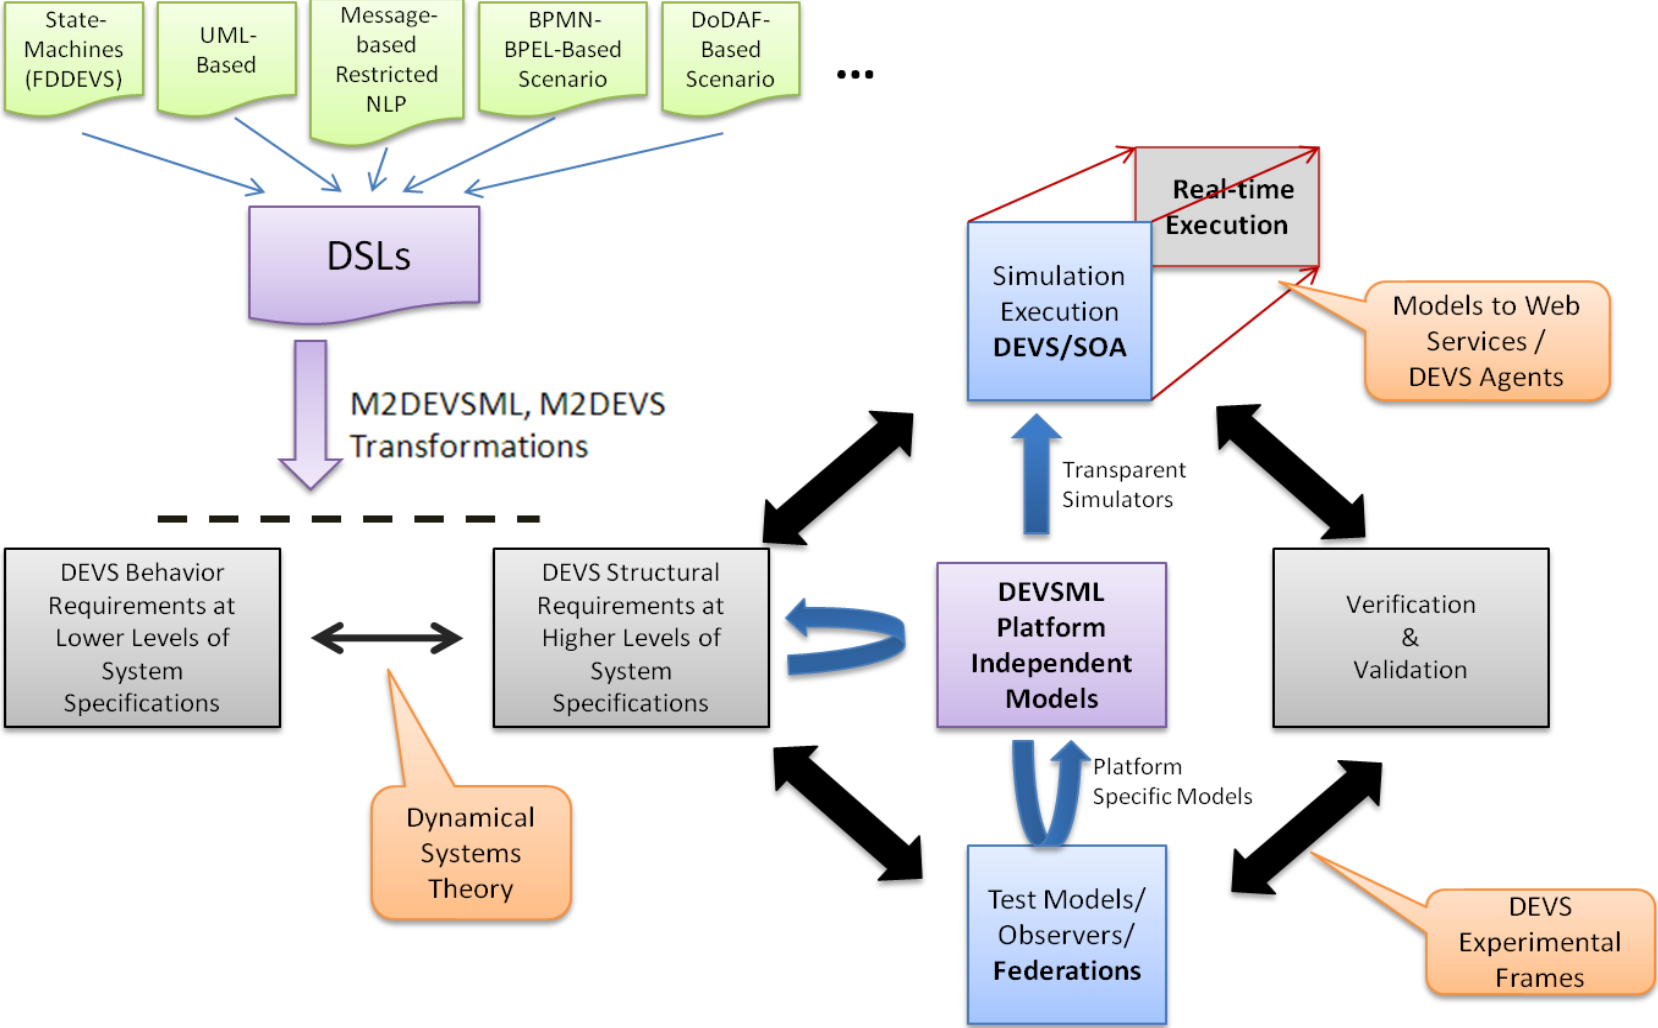 State-
Machines
(FDDEVS)
UML-
Based
Message-
based
Restricted
NLP
BPMN-
BPEL-Based
Scenario
DoDAF-
Based
Scenario
...
DSLs
M2DEVSML, M2DEVS
Transformations
Real-time
Execution
Simulation
Execution
DEVS/SOA
Models to Web
Services /
DEVS Agents
Transparent
Simulators
DEVS Behavior
Requirements at
Lower Levels of
System
Specifications
DEVS Structural
Requirements at
Higher Levels of
System
Specifications
DEVSML
Platform
Independent
Models
Verification
&
Validation
Platform
Specific Models
Dynamical
Systems
Theory
Test Models/
Observers/
Federations
DEVS
Experimental
Frames